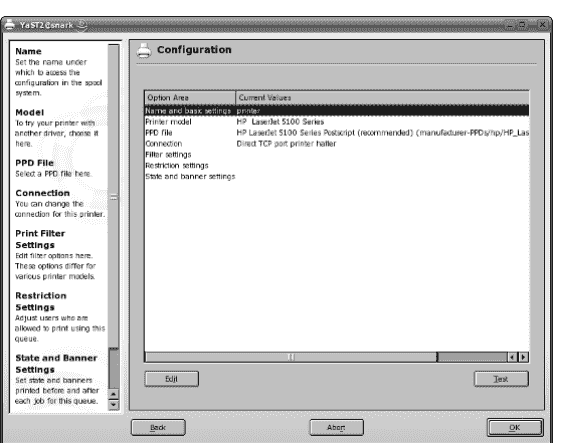 YaST2@snark
Name
Set the name under
which to access the
configuration in the spool
system.
Model
To try your printer with
another driver, choose it
here.
PPD File
Select a PPD file here.
Connection
You can change the
connection for this printer.
Print Filter
Settings
Edit filter options here.
These options differ for
various printer models.
Restriction
Settings
Adjust users who are
allowed to print using this
queue.
State and Banner
Settings
Set state and banners
printed before and after
each job for this queue.
Configuration
Option Area Current Values
Name and basic settings printer
Printer model HP LaserJet 5100 Series
PPD file HP LaserJet 5100 Series Postscript (recommended) (manufacturer-PPDs/hp/HP_Las
Connection Direct TCP port printer halter
Filter settings
Restriction settings
State and banner settings
Edit Test
Back Abort OK